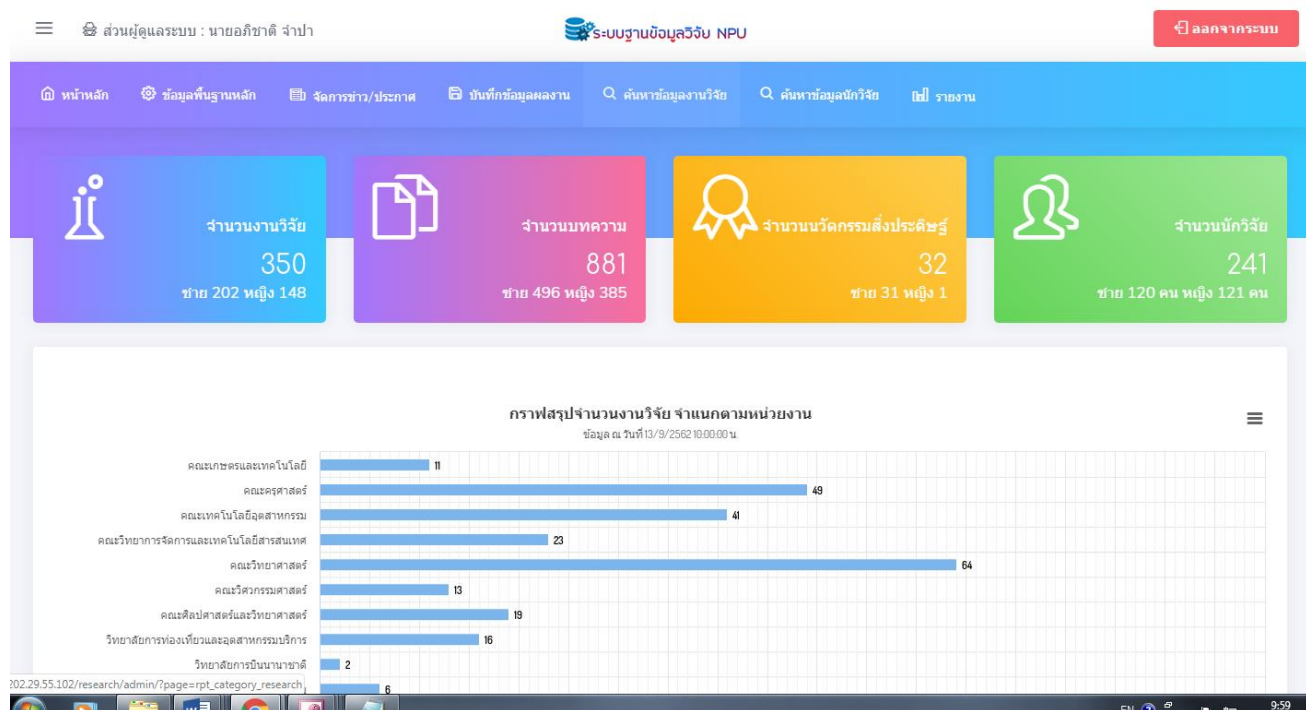 ส่วนผู้ดูแลระบบ : นายอภิชาติ จำปา
ระบบฐานข้อมูลวิจัย NPU
ออกจากระบบ
หน้าหลัก ข้อมูลพื้นฐานหลัก จัดการข่าว/ประกาศ บันทึกข้อมูลผลงาน ค้นหาข้อมูลงานวิจัย ค้นหาข้อมูลนักวิจัย รายงาน
จำนวนงานวิจัย
350
ชาย 202 หญิง 148
จำนวนบทความ
881
ชาย 496 หญิง 385
จำนวนนวัตกรรมสิ่งประดิษฐ์
32
ชาย 31 หญิง 1
จำนวนนักวิจัย
241
ชาย 120 คน หญิง 121 คน
กราฟสรุปจำนวนงานวิจัย จำแนกตามหน่วยงาน
ข้อมูล ณ วันที่ 13/9/2562 10:00:00 น.
คณะเกษตรและเทคโนโลยี 11
คณะครุศาสตร์ 49
คณะเทคโนโลยีอุตสาหกรรม 41
คณะวิทยาการจัดการและเทคโนโลยีสารสนเทศ 23
คณะวิทยาศาสตร์ 64
คณะวิศวกรรมศาสตร์ 13
คณะศิลปศาสตร์และวิทยาศาสตร์ 19
วิทยาลัยการท่องเที่ยวและอุตสาหกรรมบริการ 16
วิทยาลัยการบินนานาชาติ 2
6
202.29.55.102/research/admin/?page=rpt_category_research
EN 9:59